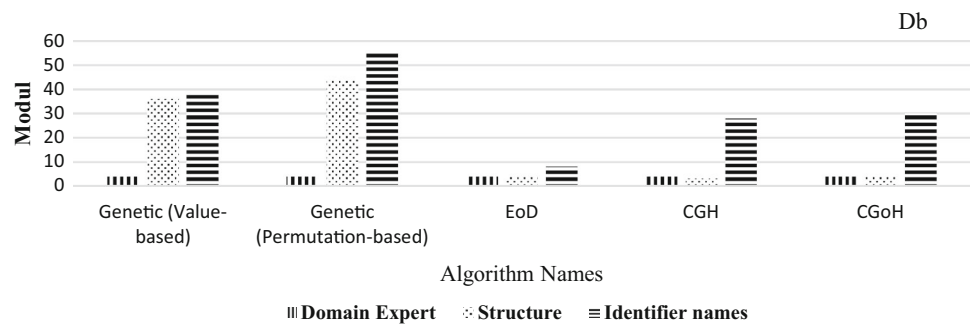 Db
Modul
60
50
40
30
20
10
0
Genetic (Value-
based)
Genetic
(Permutation-based)
EoD
CGH
CGoH
Algorithm Names
Domain Expert
Structure
Identifier names